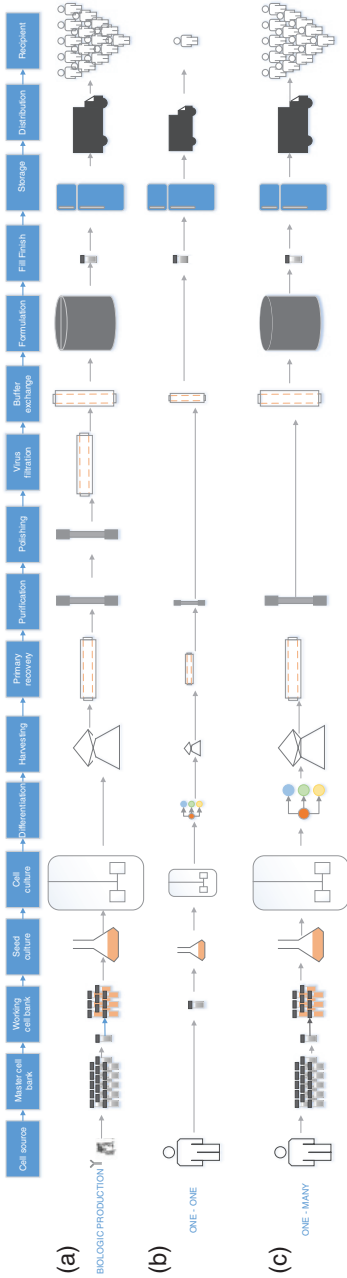 Cell source
Master cell
bank
Working
cell bank
Seed
culture
Cell
culture
Differentiation
Harvesting
Primary
recovery
Purification
Polishing
Virus
filtration
Buffer
exchange
Formulation
Fill Finish
Storage
Distribution
Recipient
(a)
BIOLOGIC PRODUCTION
(b)
ONE - ONE
(c)
ONE - MANY